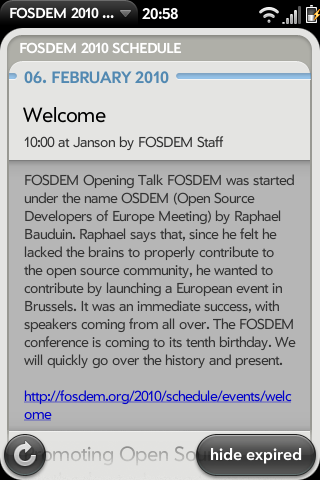 FOSDEM 2010 ... 20:58
FOSDEM 2010 SCHEDULE
06. FEBRUARY 2010
Welcome
10:00 at Janson by FOSDEM Staff
FOSDEM Opening Talk FOSDEM was started
under the name OSDEM (Open Source
Developers of Europe Meeting) by Raphael
Bauduin. Raphael says that, since he felt he
lacked the brains to properly contribute to
the open source community, he wanted to
contribute by launching a European event in
Brussels. It was an immediate success, with
speakers coming from all over. The FOSDEM
conference is coming to its tenth birthday. We
will quickly go over the history and present.
http://fosdem.org/2010/schedule/events/welc
ome
Promoting Open Sour
hide expired